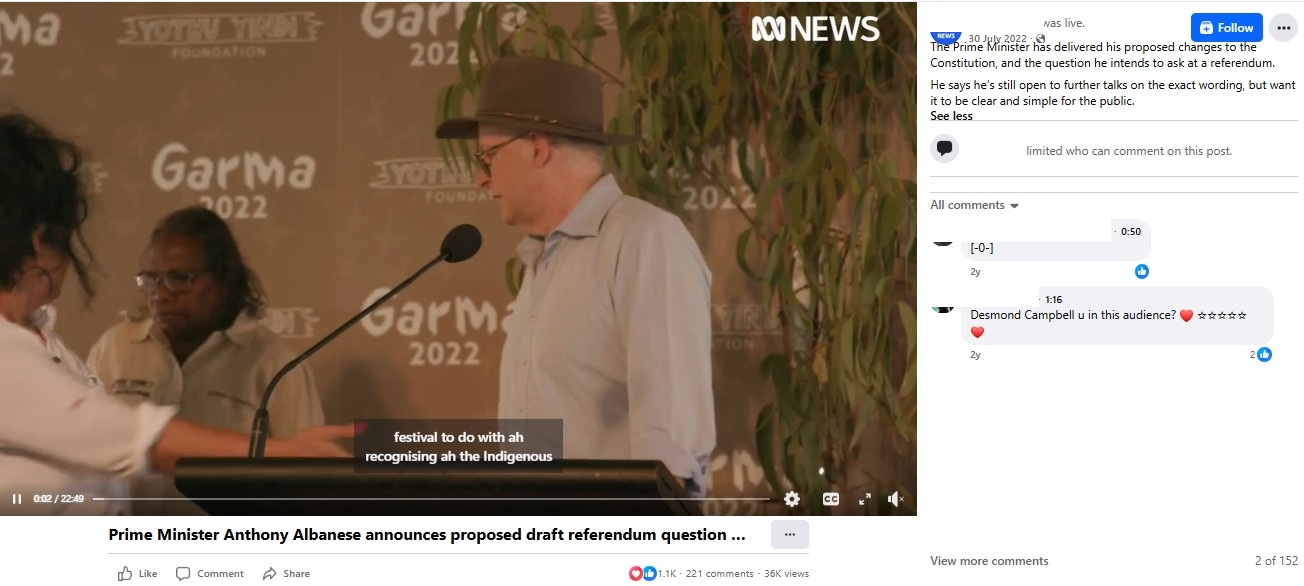 ma
2
YOTHU YINDI
FOUNDATION
Garma
2022
NEWS
Garma
2022
YOTHU
FOUNDA
2022
Garma
2022
festival to do with ah
recognising ah the Indigenous
0:02 / 22:49
CC
Prime Minister Anthony Albanese announces proposed draft referendum question ...
Like
Comment
Share
1.1K · 221 comments · 36K views
was live.
NEWS
30 July 2022 ·
Follow
The Prime Minister has delivered his proposed changes to the
Constitution, and the question he intends to ask at a referendum.
He says he's still open to further talks on the exact wording, but want
it to be clear and simple for the public.
See less
limited who can comment on this post.
All comments
· 0:50
[-0-]
2y
· 1:16
Desmond Campbell u in this audience? ♥️ ☆☆☆☆☆
♥️
2y
2
View more comments
2 of 152